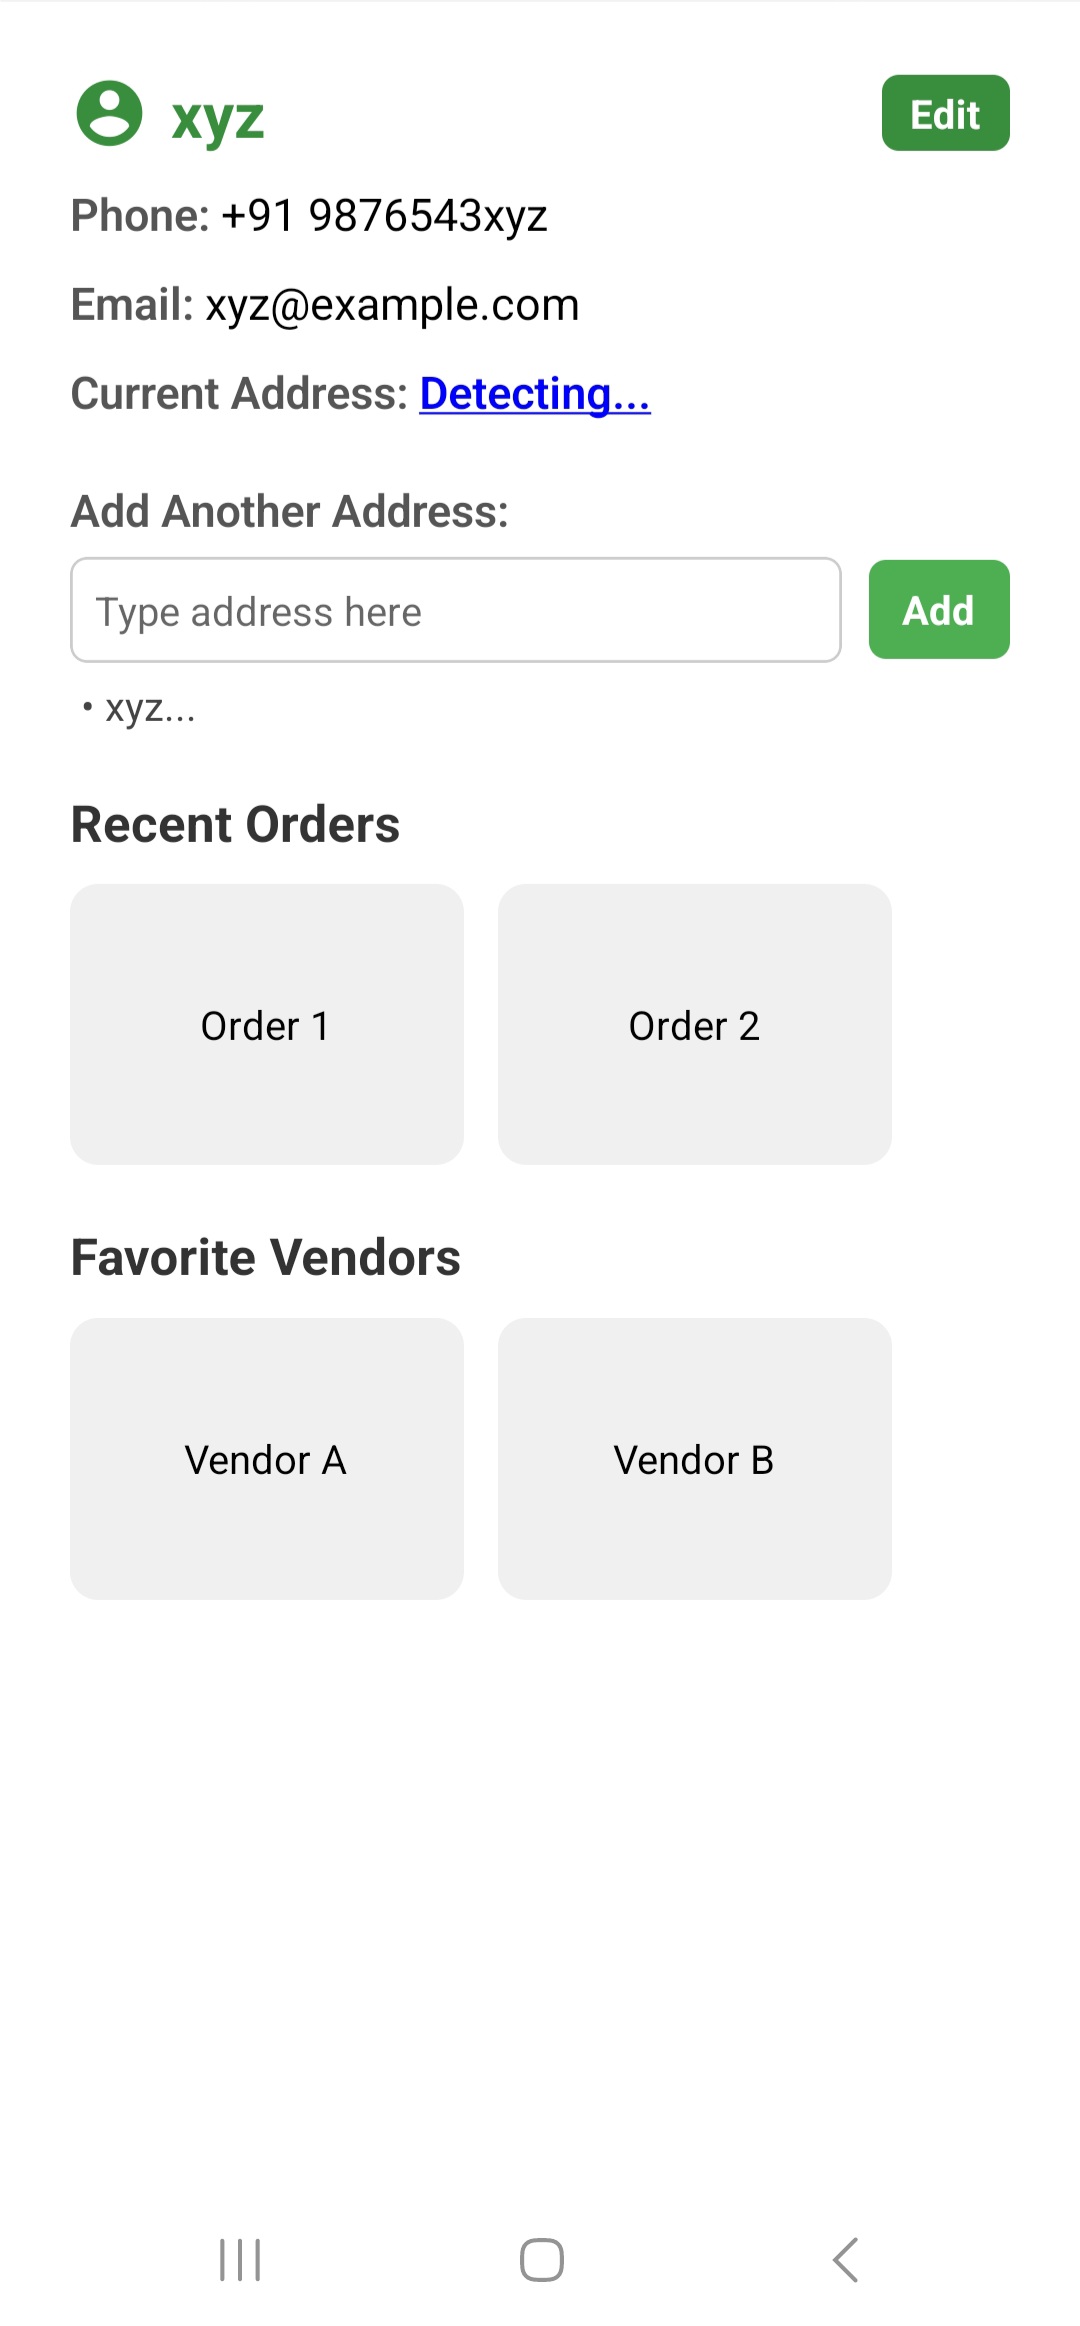 xyz
Edit
Phone: +91 9876543xyz
Email: xyz@example.com
Current Address: Detecting...
Add Another Address:
Type address here
Add
• xyz...
Recent Orders
Order 1
Order 2
Favorite Vendors
Vendor A
Vendor B